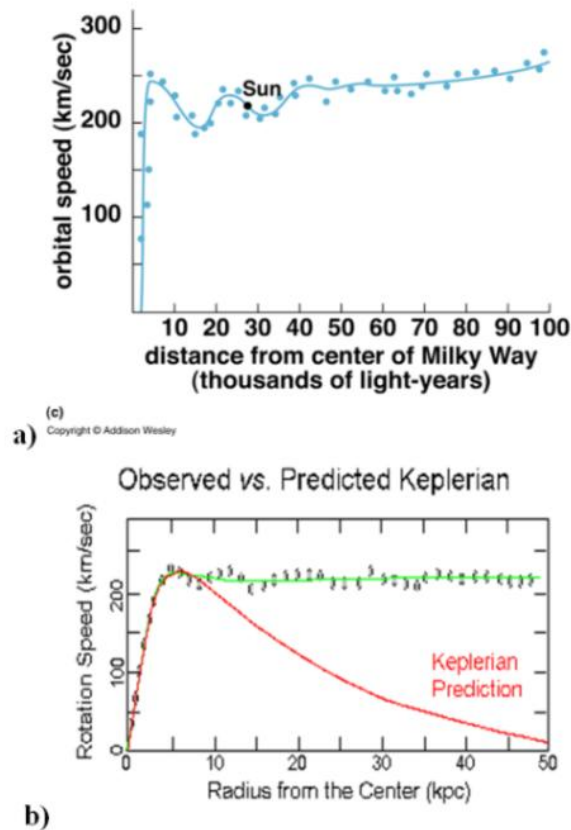 300
200
100
orbital speed (km/sec)
Sun
10 20 30 40 50 60 70 80 90 100
distance from center of Milky Way
(thousands of light-years)
(c)
a) Copyright © Addison Wesley
Observed vs. Predicted Keplerian
Rotation Speed (km/sec)
200
100
0
Keplerian
Prediction
0 10 20 30 40 50
Radius from the Center (kpc)
b)